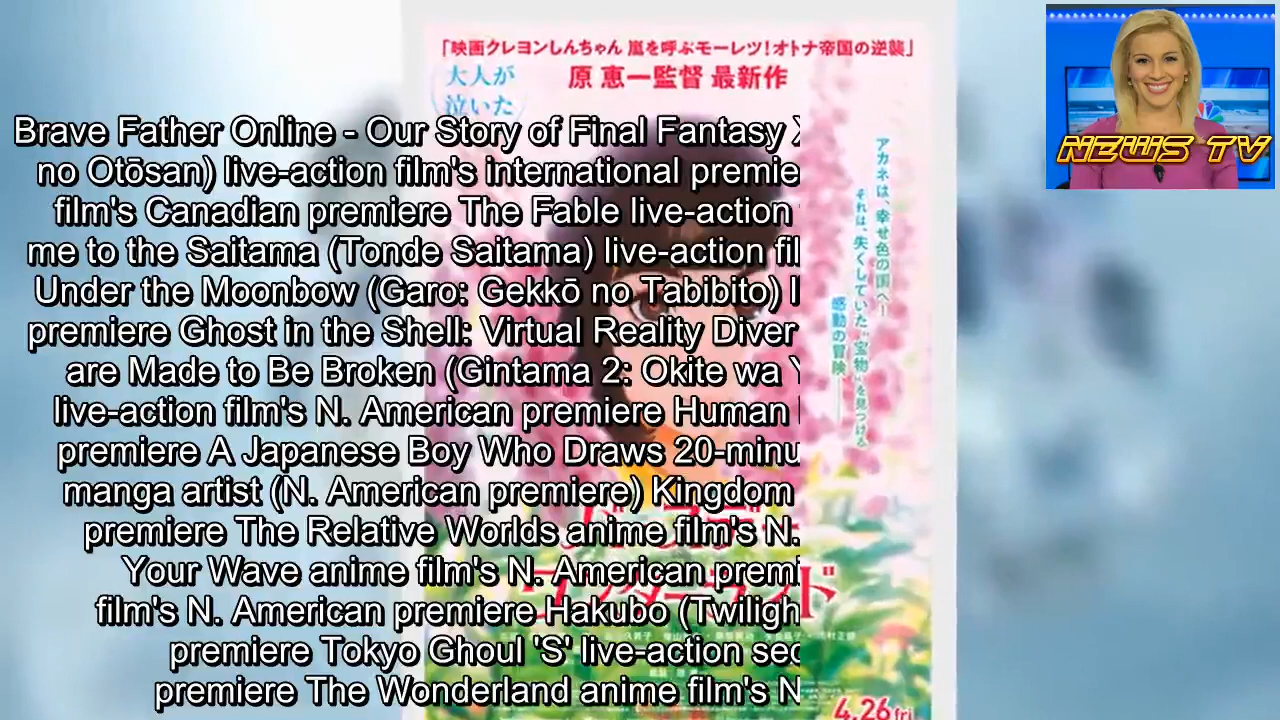 「映画クレヨンしんちゃん 嵐を呼ぶモーレツ!オトナ帝国の逆襲」
大人が
泣いた
原 恵一監督 最新作
NEWS TV
Brave Father Online - Our Story of Final Fantasy
no Otōsan) live-action film's international premie
film's Canadian premiere The Fable live-action
me to the Saitama (Tonde Saitama) live-action fil
Under the Moonbow (Garo: Gekkō no Tabibito) l
premiere Ghost in the Shell: Virtual Reality Diver
are Made to Be Broken (Gintama 2: Okite wa
live-action film's N. American premiere Human
premiere A Japanese Boy Who Draws 20-minu
manga artist (N. American premiere) Kingdom
premiere The Relative Worlds anime film's N.
Your Wave anime film's N. American premi
film's N. American premiere Hakubo (Twiligh
premiere Tokyo Ghoul 'S' live-action sec
premiere The Wonderland anime film's N
アカネは、幸せ色の国へ―
それは、失くしていた"宝物"を見つける
感動の冒険
ワンダーランド
4.26 fri